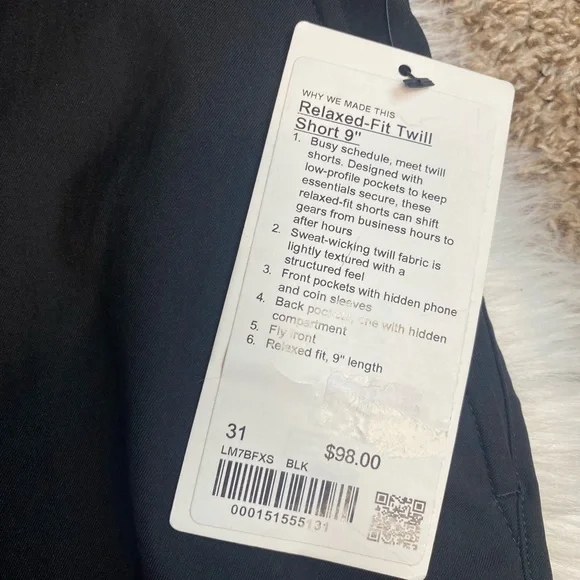 WHY WE MADE THIS
Relaxed-Fit Twill
Short 9"
1. Busy schedule, meet twill
shorts. Designed with
low-profile pockets to keep
essentials secure, these
relaxed-fit shorts can shift
gears from business hours to
after hours
2. Sweat-wicking twill fabric is
lightly textured with a
structured feel
3. Front pockets with hidden phone
and coin sleeves
4. Back one with hidden
compartment
5. Fly front
6. Relaxed fit, 9" length
31 $98.00
LM7BFXS BLK
000151555131